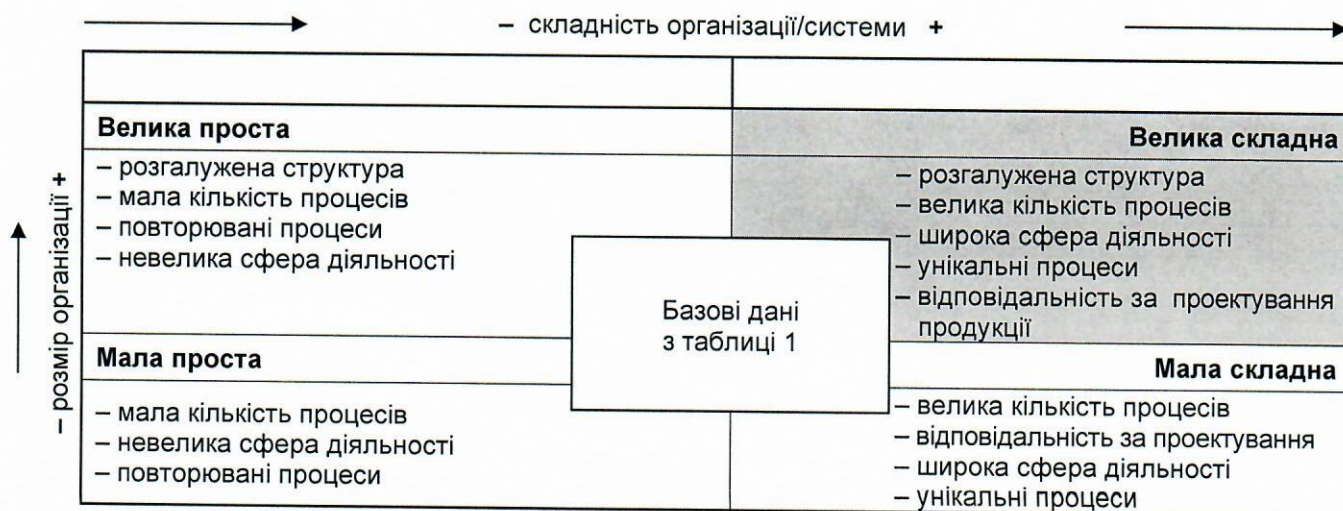 – складність організації/системи +
– розмір організації +
Велика проста
– розгалужена структура
– мала кількість процесів
– повторювані процеси
– невелика сфера діяльності
Велика складна
– розгалужена структура
– велика кількість процесів
– широка сфера діяльності
– унікальні процеси
– відповідальність за проектування
продукції
Базові дані
з таблиці 1
Мала проста
– мала кількість процесів
– невелика сфера діяльності
– повторювані процеси
Мала складна
– велика кількість процесів
– відповідальність за проектування
– широка сфера діяльності
– унікальні процеси